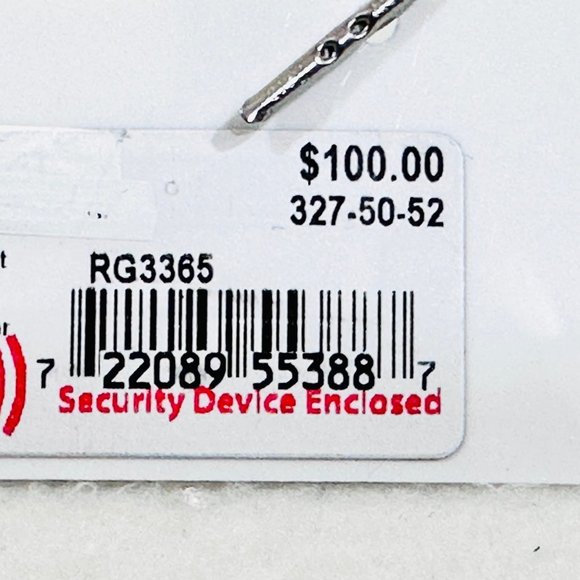 $100.00
327-50-52
t
RG3365
r
7 22089 55388 7
Security Device Enclosed